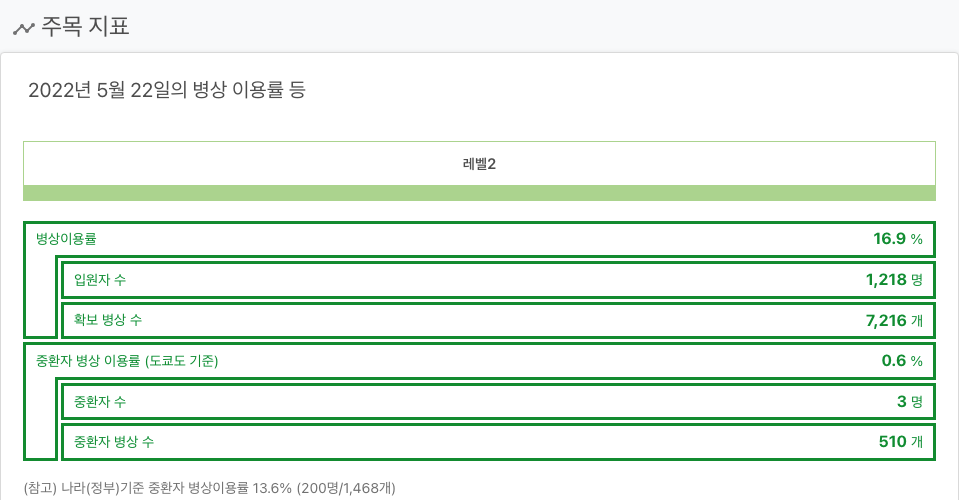 주목 지표
2022년 5월 22일의 병상 이용률 등
레벨2
병상이용률 16.9 %
입원자 수 1,218 명
확보 병상 수 7,216 개
중환자 병상 이용률 (도쿄도 기준) 0.6 %
중환자 수 3 명
중환자 병상 수 510 개
(참고) 나라(정부)기준 중환자 병상이용률 13.6% (200명/1,468개)